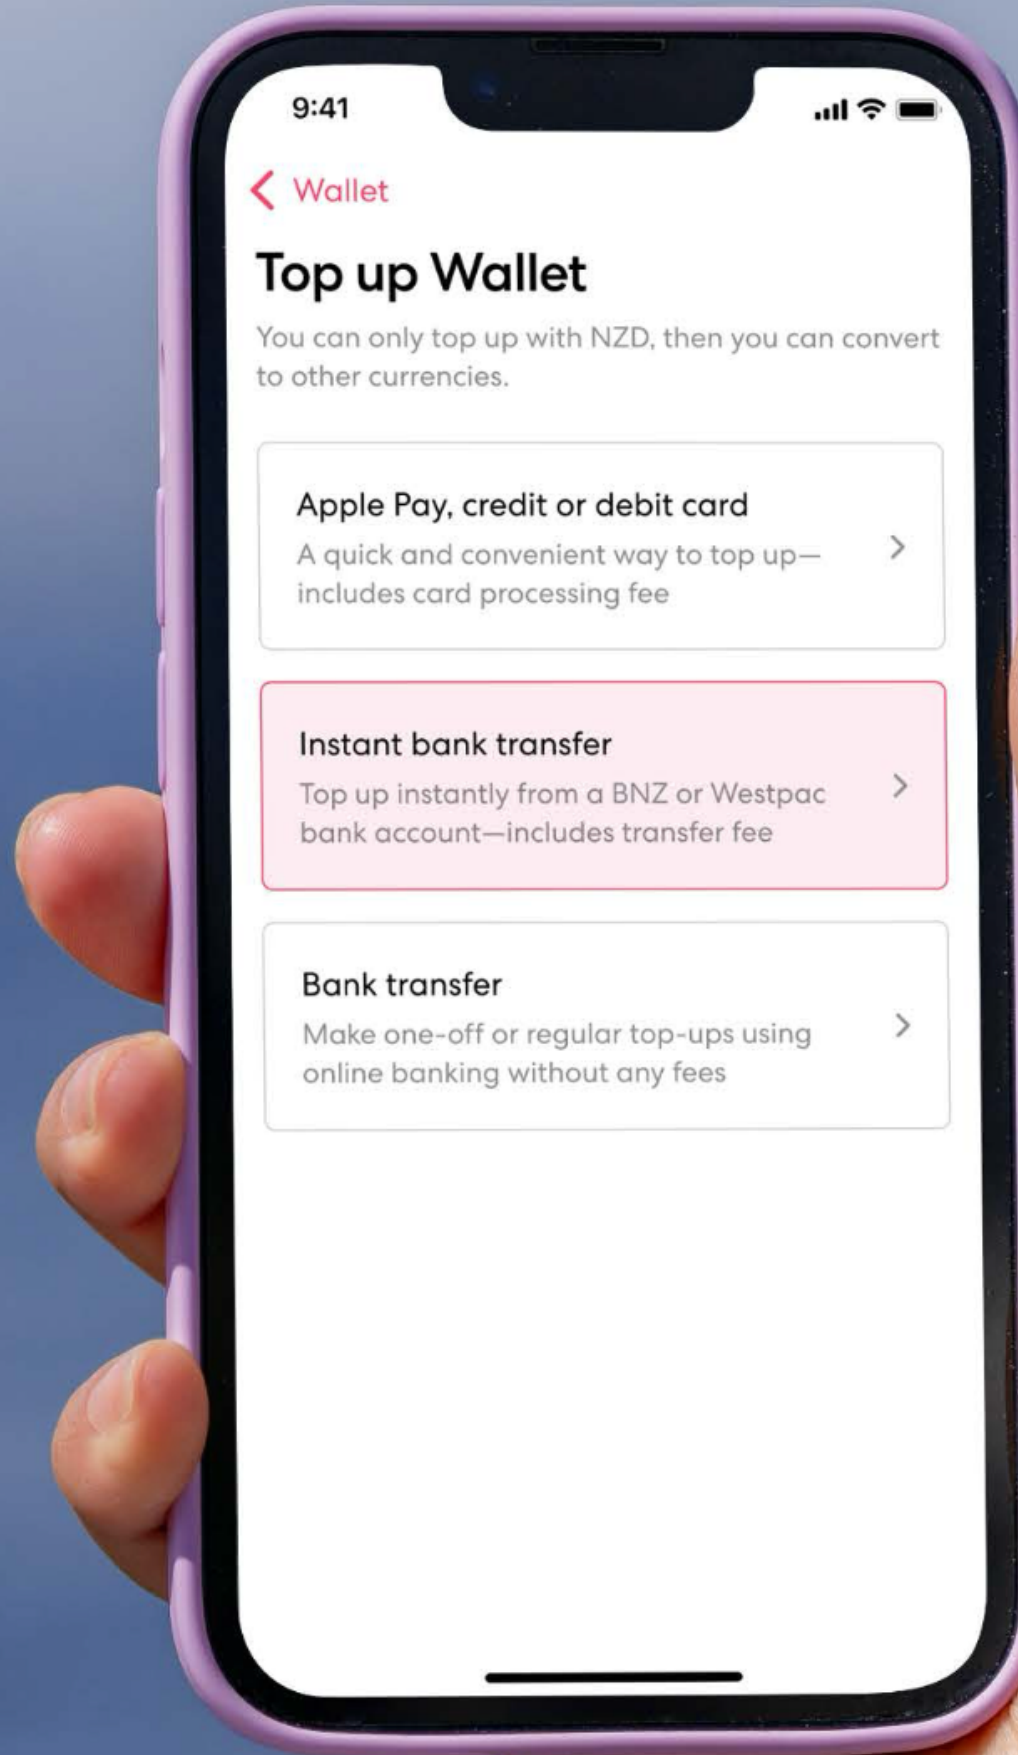 9:41
Wallet
Top up Wallet
You can only top up with NZD, then you can convert
to other currencies.
Apple Pay, credit or debit card
A quick and convenient way to top up—
includes card processing fee
Instant bank transfer
Top up instantly from a BNZ or Westpac
bank account—includes transfer fee
Bank transfer
Make one-off or regular top-ups using
online banking without any fees